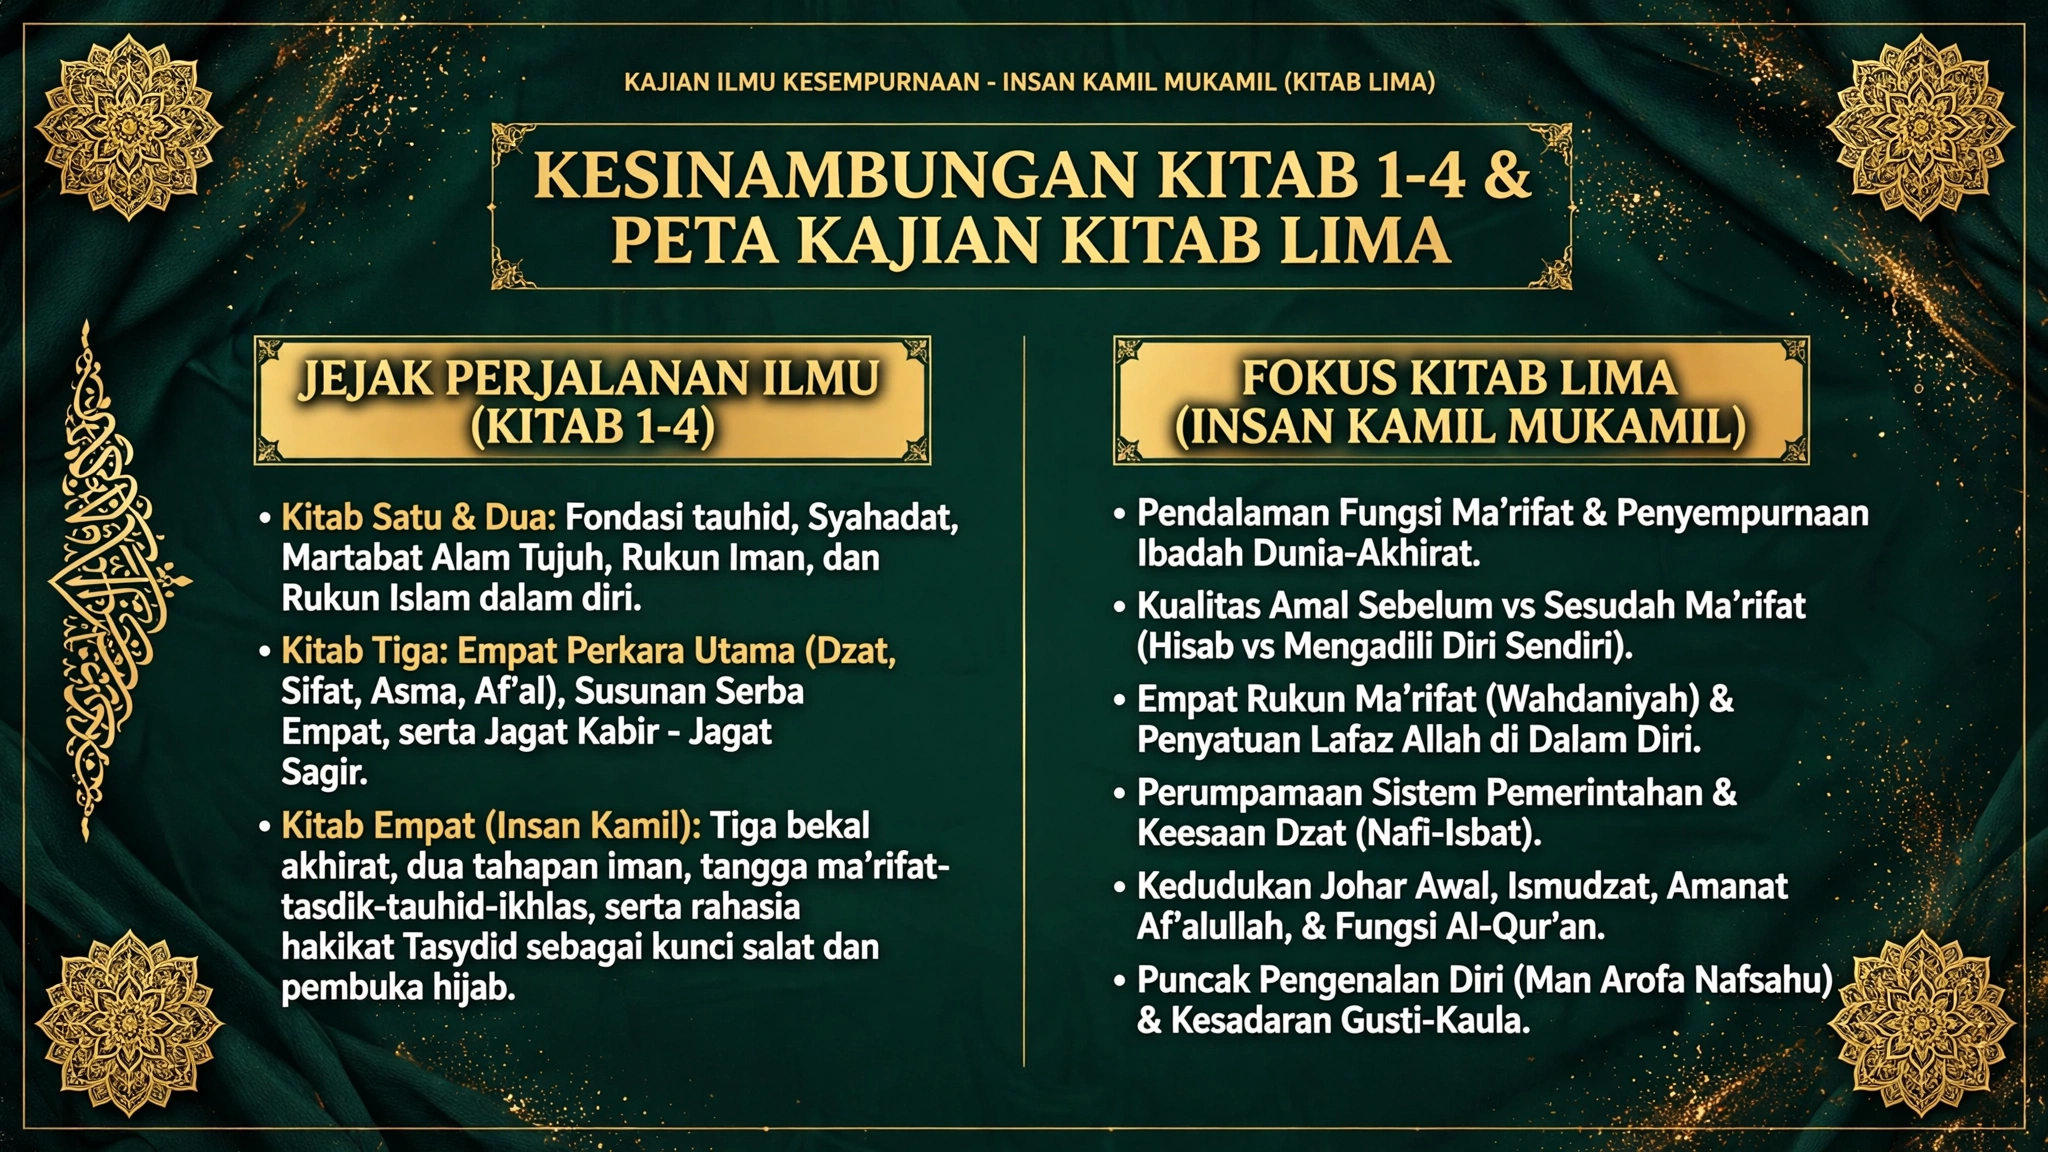 KAJIAN ILMU KESEMPURNAAN - INSAN KAMIL MUKAMIL (KITAB LIMA)
KESINAMBUNGAN KITAB 1-4 &
PETA KAJIAN KITAB LIMA
JEJAK PERJALANAN ILMU
(KITAB 1-4)
• Kitab Satu & Dua: Fondasi tauhid, Syahadat,
Martabat Alam Tujuh, Rukun Iman, dan
Rukun Islam dalam diri.
• Kitab Tiga: Empat Perkara Utama (Dzat,
Sifat, Asma, Af'al), Susunan Serba
Empat, serta Jagat Kabir - Jagat
Sagir.
• Kitab Empat (Insan Kamil): Tiga bekal
akhirat, dua tahapan iman, tangga ma'rifat-
tasdik-tauhid-ikhlas, serta rahasia
hakikat Tasydid sebagai kunci salat dan
pembuka hijab.
FOKUS KITAB LIMA
(INSAN KAMIL MUKAMIL)
• Pendalaman Fungsi Ma'rifat & Penyempurnaan
Ibadah Dunia-Akhirat.
• Kualitas Amal Sebelum vs Sesudah Ma'rifat
(Hisab vs Mengadili Diri Sendiri).
• Empat Rukun Ma'rifat (Wahdaniyah) &
Penyatuan Lafaz Allah di Dalam Diri.
• Perumpamaan Sistem Pemerintahan &
Keesaan Dzat (Nafi-Isbat).
• Kedudukan Johar Awal, Ismudzat, Amanat
Af'alullah, & Fungsi Al-Qur'an.
• Puncak Pengenalan Diri (Man Arofa Nafsahu)
& Kesadaran Gusti-Kaula.